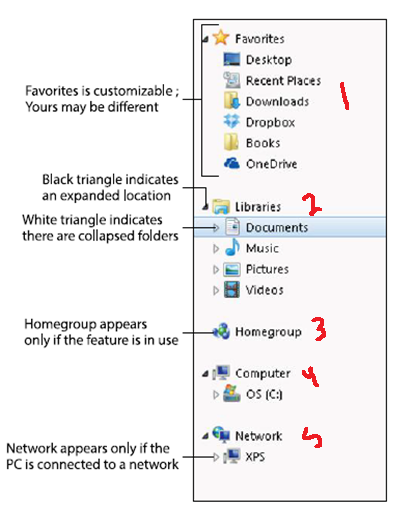 Favorites
Desktop
Recent Places
Favorites is customizable ;
Yours may be different
Downloads
1
Dropbox
Books
OneDrive
Black triangle indicates
an expanded location
Libraries 2
White triangle indicates
there are collapsed folders
Documents
Music
Pictures
Videos
Homegroup appears
only if the feature is in use
Homegroup 3
Computer 4
OS (C:)
Network 5
Network appears only if the
PC is connected to a network
XPS